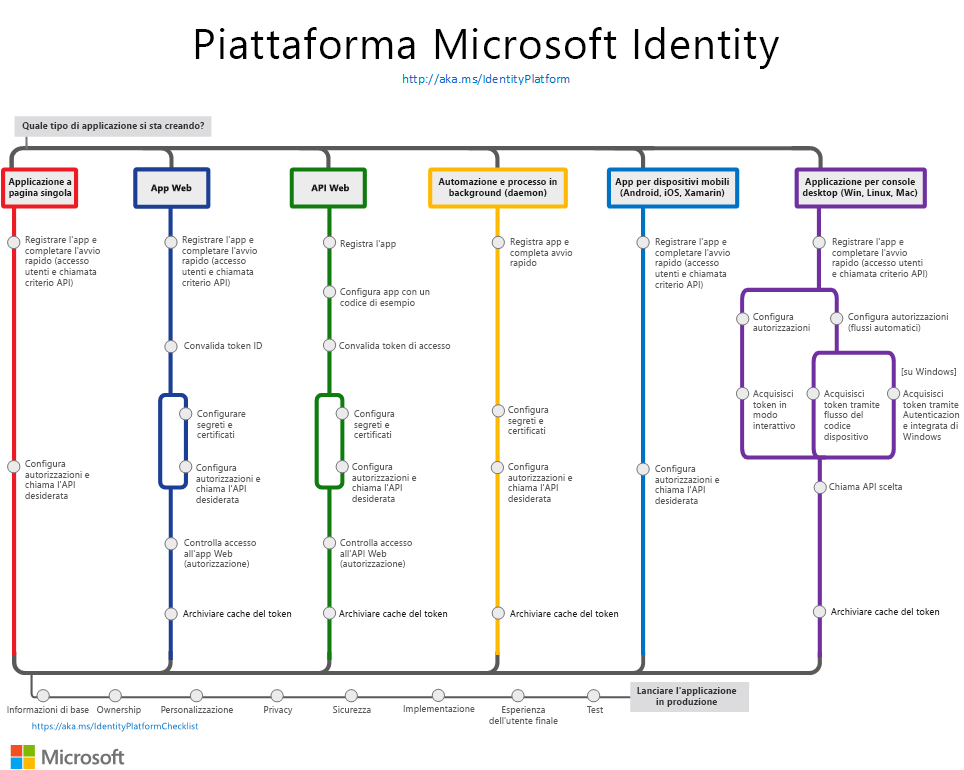 Piattaforma Microsoft Identity
http://aka.ms/IdentityPlatform
Quale tipo di applicazione si sta creando?
Applicazione a
pagina singola
Registrare l'app e
completare l'avvio
rapido (accesso
utenti e chiamata
criterio API)
Configura
autorizzazioni e
chiama l'API
desiderata
App Web
Registrare l'app e
completare l'avvio
rapido (accesso
utenti e chiamata
criterio API)
Convalida token ID
Configurare
segreti e
certificati
Configura
autorizzazioni e
chiama l'API
desiderata
Controlla accesso
all'app Web
(autorizzazione)
Archiviare cache del token
API Web
Registra l'app
Configura app con un
codice di esempio
Convalida token di accesso
Configura
segreti e
certificati
Configura
autorizzazioni e
chiama l'API
desiderata
Controlla accesso
all'API Web
(autorizzazione)
Archiviare cache del token
Automazione e processo in
background (daemon)
Registra app e
completa avvio
rapido
Configura
segreti e
certificati
Configura
autorizzazioni e
chiama l'API
desiderata
Archiviare cache del token
App per dispositivi mobili
(Android, iOS, Xamarin)
Registrare l'app e
completare l'avvio
rapido (accesso
utenti e chiamata
criterio API)
Configura
autorizzazioni e
chiama l'API
desiderata
Applicazione per console
desktop (Win, Linux, Mac)
Registrare l'app e
completare l'avvio
rapido (accesso utenti
e chiamata criterio API)
Configura
autorizzazioni
Configura autorizzazioni
(flussi automatici)
[su Windows]
Acquisisci
token in
modo
interattivo
Acquisisci
token tramite
flusso del
codice
dispositivo
Acquisisci
token tramite
Autenticazion
e integrata di
Windows
Chiama API scelta
Archiviare cache del token
Informazioni di base
Ownership
Personalizzazione
Privacy
Sicurezza
Implementazione
Esperienza
dell'utente finale
Test
Lanciare l'applicazione
in produzione
https://aka.ms/IdentityPlatformChecklist
Microsoft